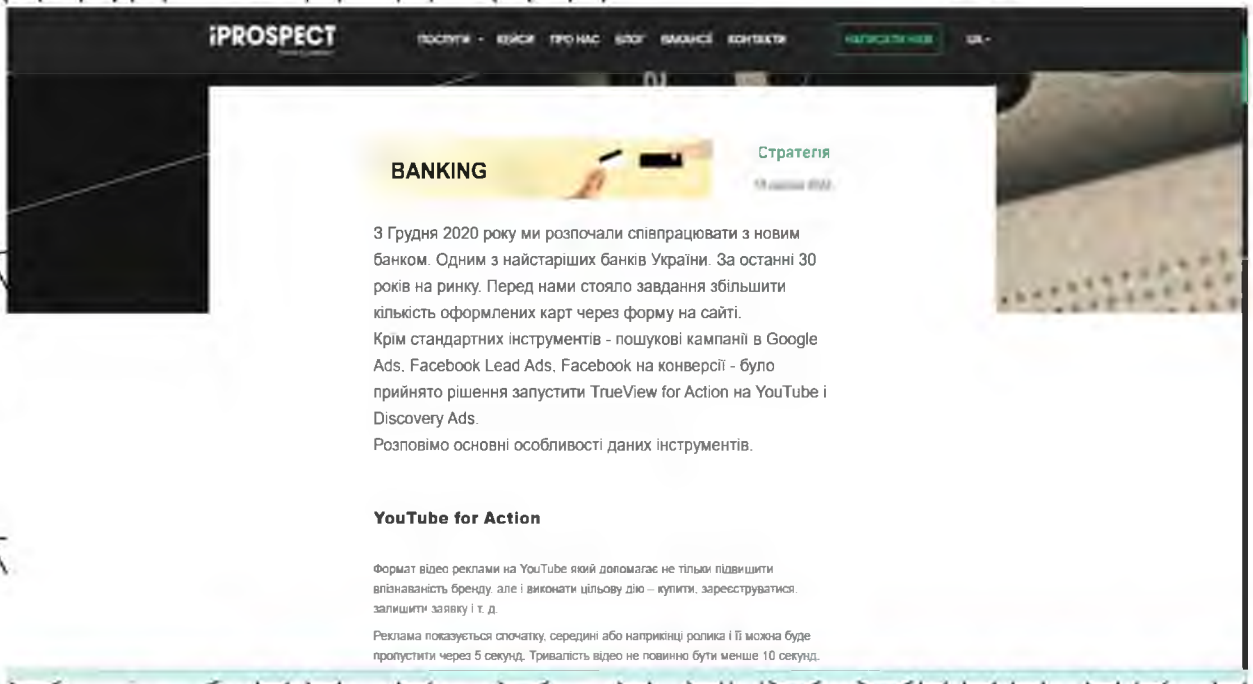 iPROSPECT
ПОСЛУГИ КЕЙСИ ПРО НАС БЛОГ ВАКАНСІЇ КОНТАКТИ НАПИСАТИ НАМ UA
BANKING
Стратегія
2022
З Грудня 2020 року ми розпочали співпрацювати з новим
банком. Одним з найстаріших банків України. За останні 30
років на ринку. Перед нами стояло завдання збільшити
кількість оформлених карт через форму на сайті.
Крім стандартних інструментів - пошукові кампанії в Google
Ads, Facebook Lead Ads, Facebook на конверсії - було
прийнято рішення запустити TrueView for Action на YouTube і
Discovery Ads.
Розповімо основні особливості даних інструментів.
YouTube for Action
Формат відео реклами на YouTube який допомагає не тільки підвищити
впізнаваність бренду, але і виконати цільову дію – купити, зареєструватися,
залишити заявку і т. д.
Реклама показується спочатку, середині або наприкінці ролика і її можна буде
пропустити через 5 секунд. Тривалість відео не повинно бути менше 10 секунд.